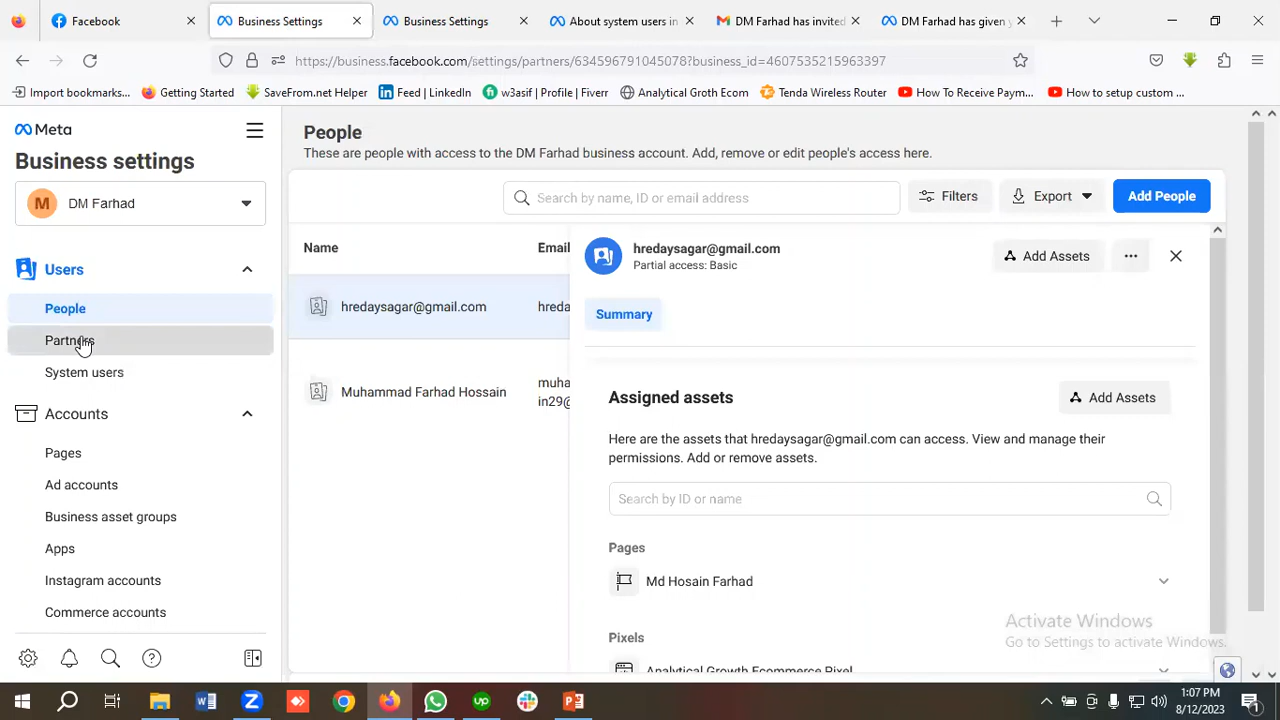 Facebook
Business Settings
Business Settings
About system users in
DM Farhad has invited
DM Farhad has given y
https://business.facebook.com/settings/partners/634596791045078?business_id=4607535215963397
Import bookmarks...
Getting Started
SaveFrom.net Helper
Feed | LinkedIn
w3asif | Profile | Fiverr
Analytical Groth Ecom
Tenda Wireless Router
How To Receive Paym...
How to setup custom ...
Meta
Business settings
M
DM Farhad
Users
People
Partners
System users
Accounts
Pages
Ad accounts
Business asset groups
Apps
Instagram accounts
Commerce accounts
People
These are people with access to the DM Farhad business account. Add, remove or edit people's access here.
Search by name, ID or email address
Filters
Export
Add People
Name
Email
hredaysagar@gmail.com
hreda
Muhammad Farhad Hossain
muha
in29@
hredaysagar@gmail.com
Partial access: Basic
Add Assets
...
Summary
Assigned assets
Add Assets
Here are the assets that hredaysagar@gmail.com can access. View and manage their
permissions. Add or remove assets.
Search by ID or name
Pages
Md Hosain Farhad
Pixels
Analytical Growth Ecommerce Pixel
Activate Windows
Go to Settings to activate Windows.
1:07 PM
8/12/2023